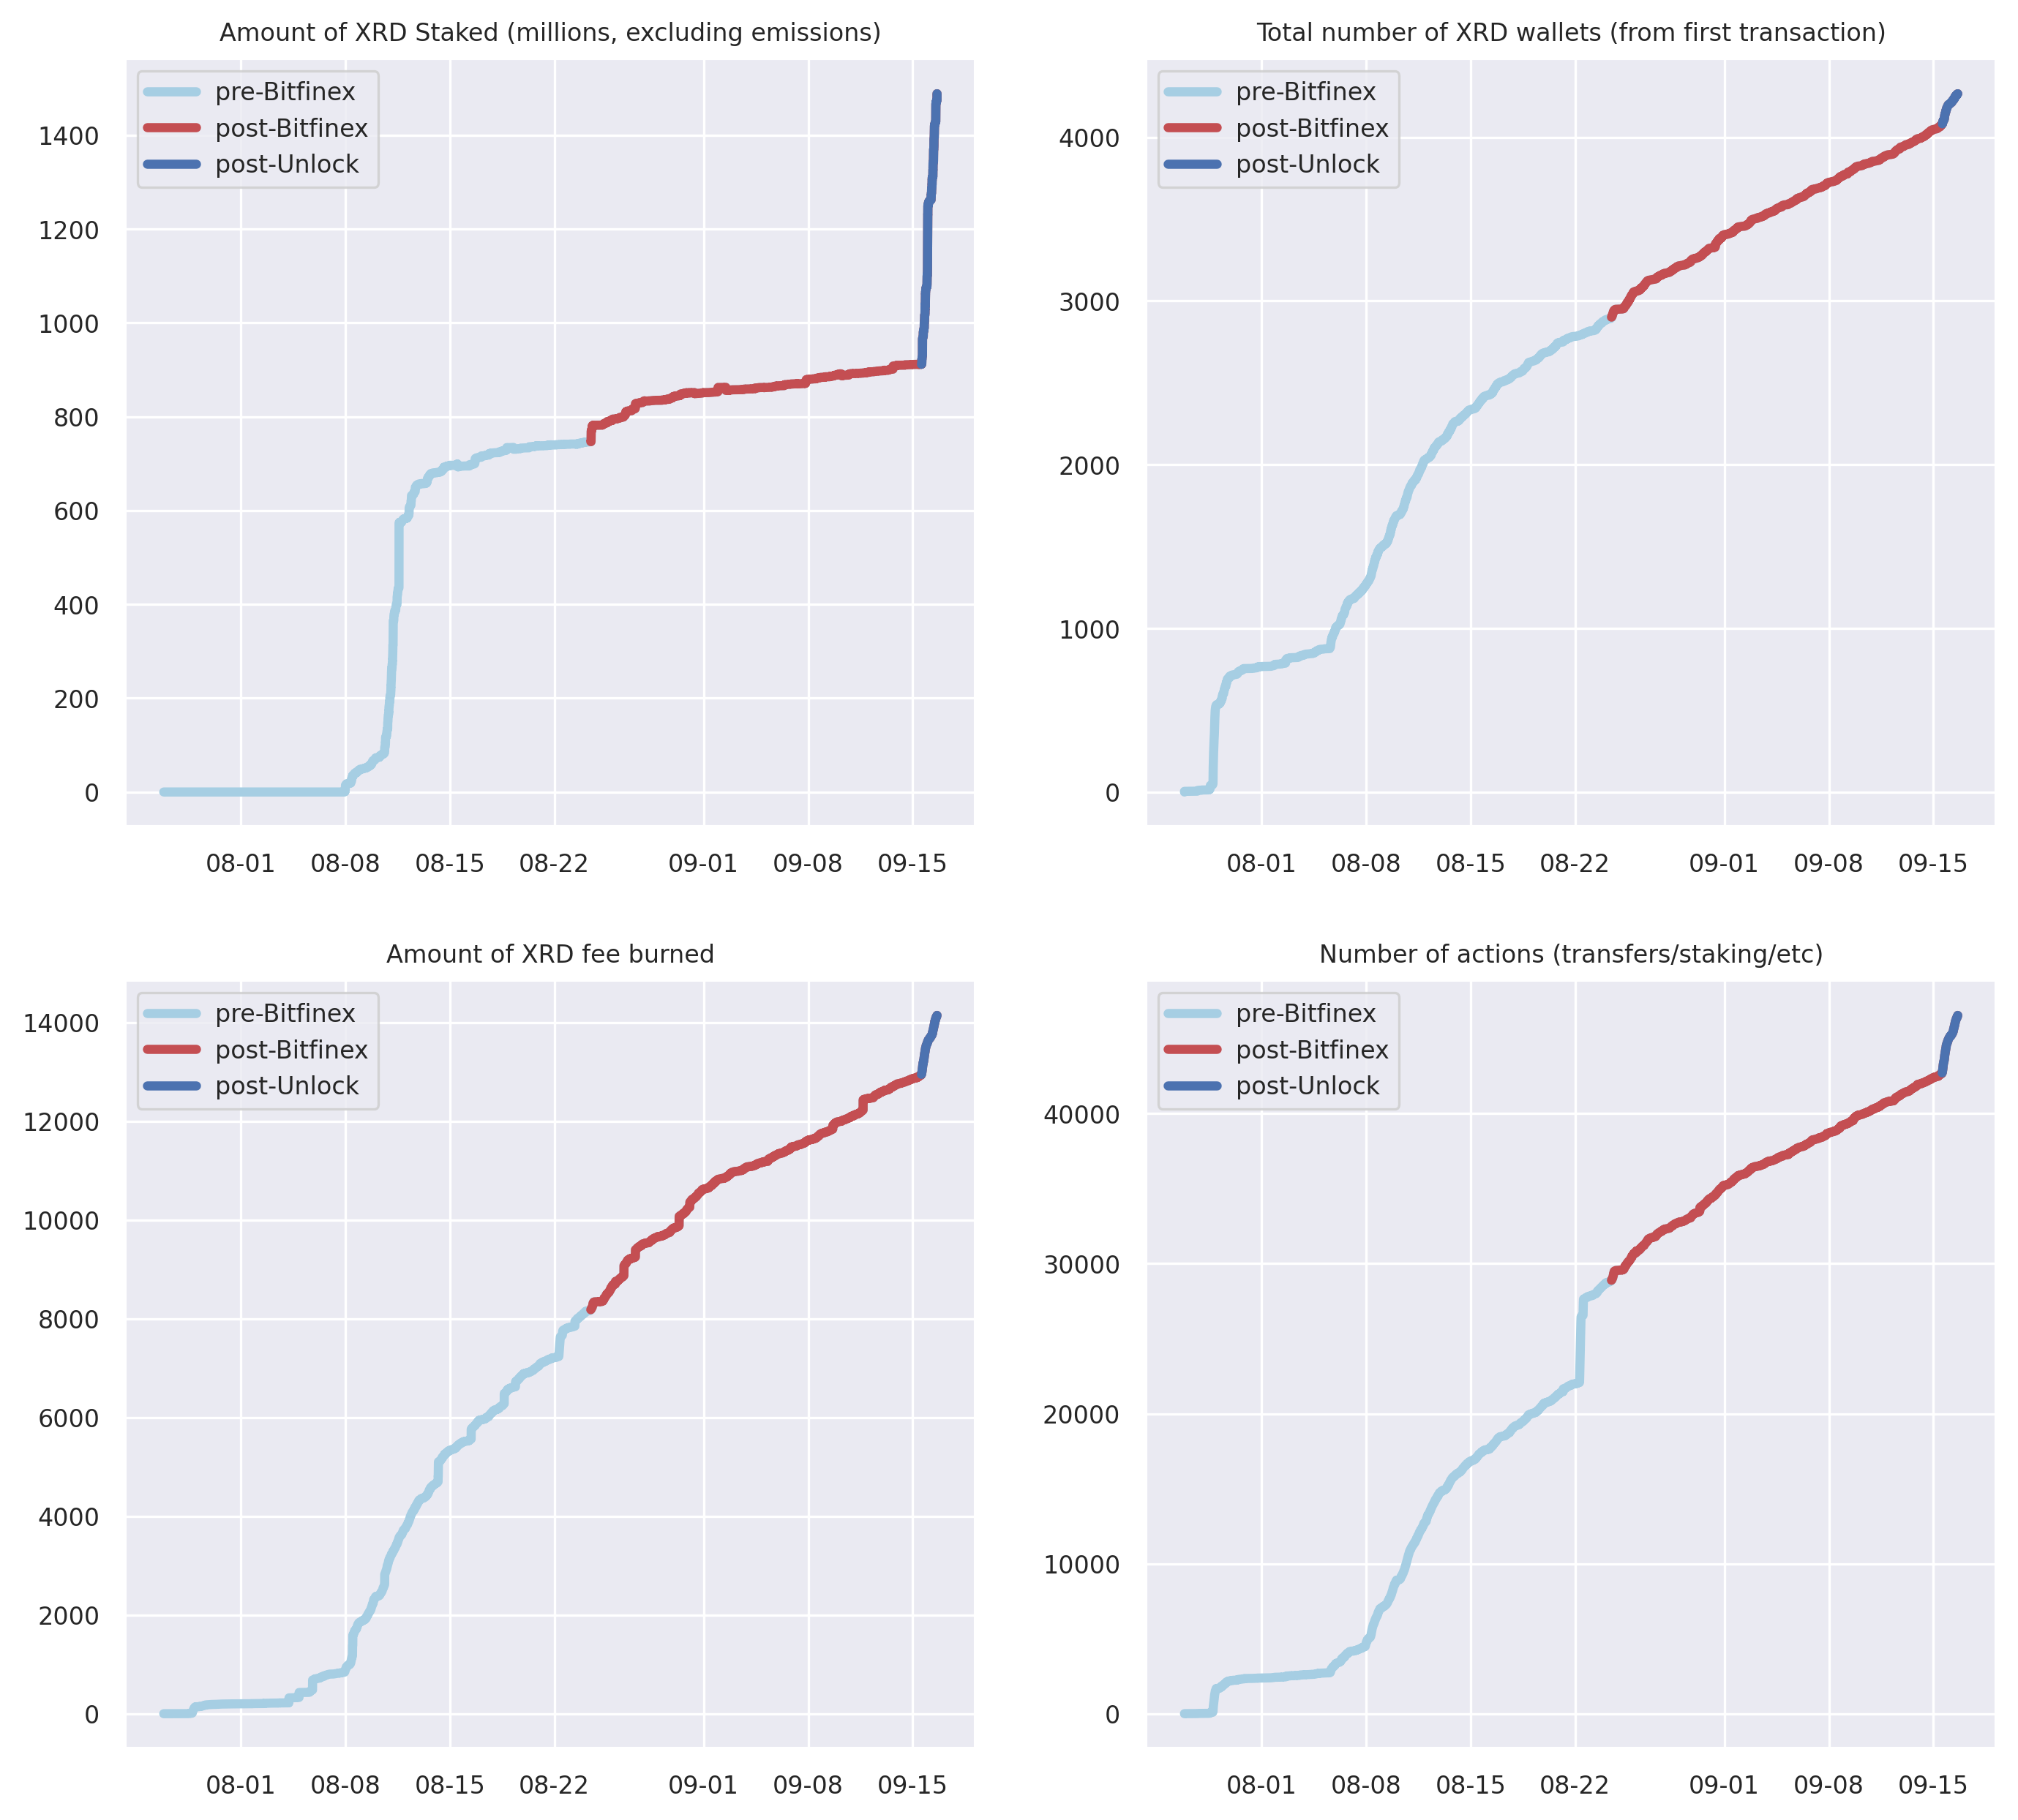 Amount of XRD Staked (millions, excluding emissions)
pre-Bitfinex
post-Bitfinex
post-Unlock
1400
1200
1000
800
600
400
200
0
08-01 08-08 08-15 08-22 09-01 09-08 09-15
Total number of XRD wallets (from first transaction)
pre-Bitfinex
post-Bitfinex
post-Unlock
4000
3000
2000
1000
0
08-01 08-08 08-15 08-22 09-01 09-08 09-15
Amount of XRD fee burned
pre-Bitfinex
post-Bitfinex
post-Unlock
14000
12000
10000
8000
6000
4000
2000
0
08-01 08-08 08-15 08-22 09-01 09-08 09-15
Number of actions (transfers/staking/etc)
pre-Bitfinex
post-Bitfinex
post-Unlock
40000
30000
20000
10000
0
08-01 08-08 08-15 08-22 09-01 09-08 09-15